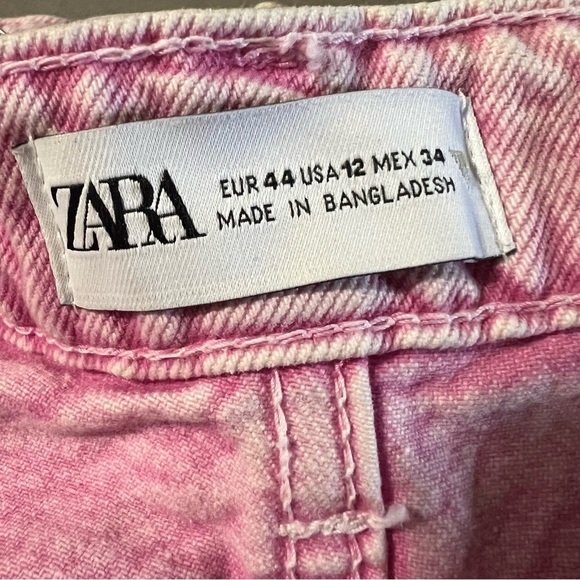 ZARA
EUR 44 USA 12 MEX 34
MADE IN BANGLADESH